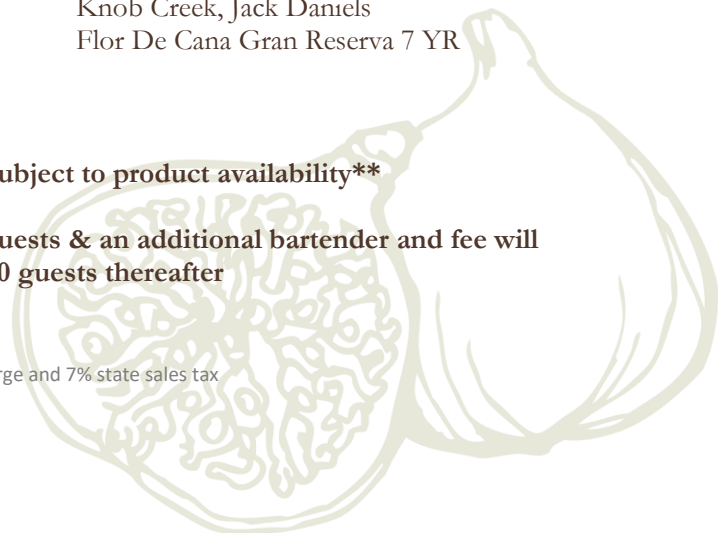 Knob Creek, Jack Daniels
Flor De Cana Gran Reserva 7 YR
ubject to product availability**
uests & an additional bartender and fee will
0 guests thereafter
rge and 7% state sales tax